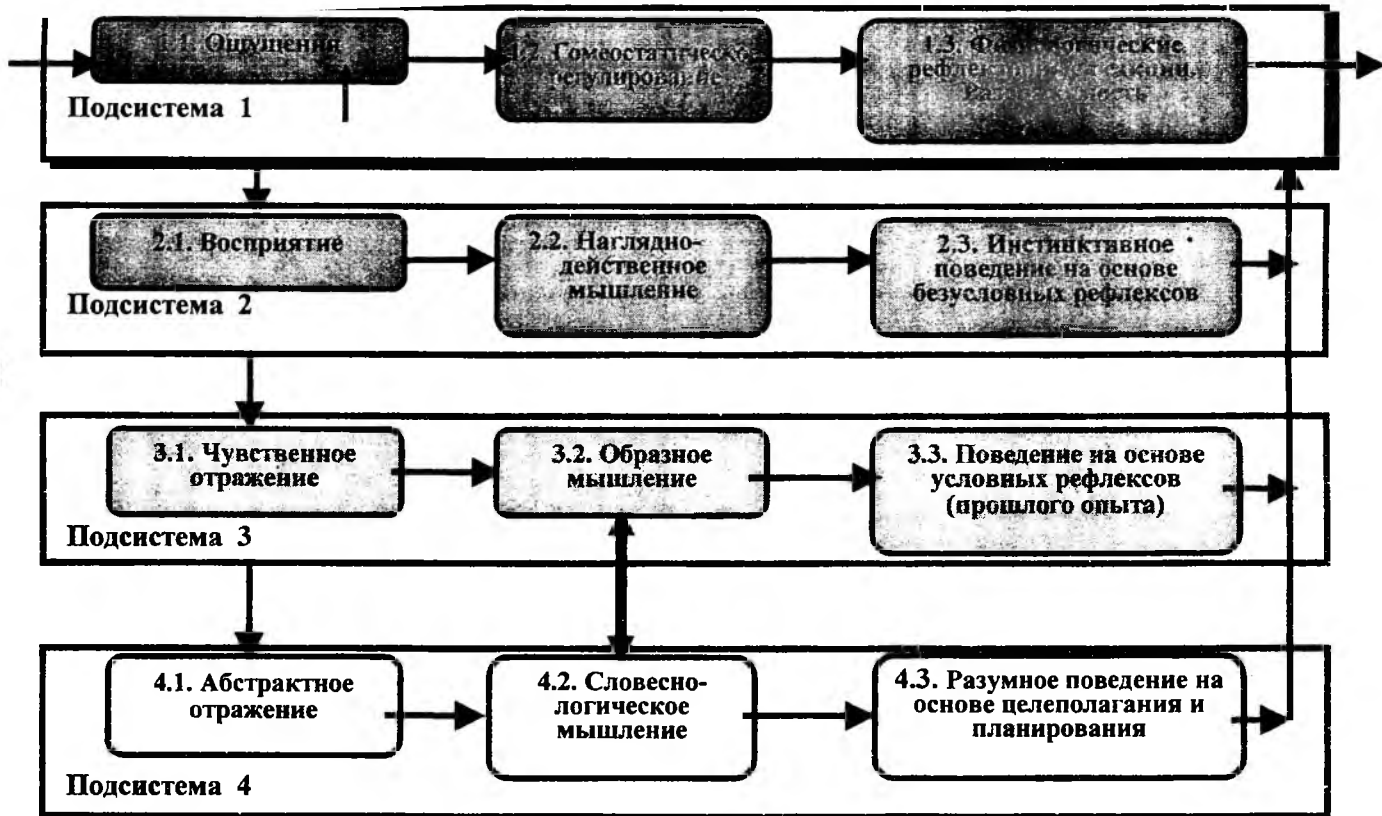 1.1. Ощущения
1.2. Гомеостатическое
регулирование
1.3. Физиологические
Подсистема 1
2.1. Восприятие
2.2. Наглядно-
действенное
мышление
2.3. Инстинктивное
поведение на основе
безусловных рефлексов
Подсистема 2
3.1. Чувственное
отражение
3.2. Образное
мышление
3.3. Поведение на основе
условных рефлексов
(прошлого опыта)
Подсистема 3
4.1. Абстрактное
отражение
4.2. Словесно-
логическое
мышление
4.3. Разумное поведение на
основе целеполагания и
планирования
Подсистема 4